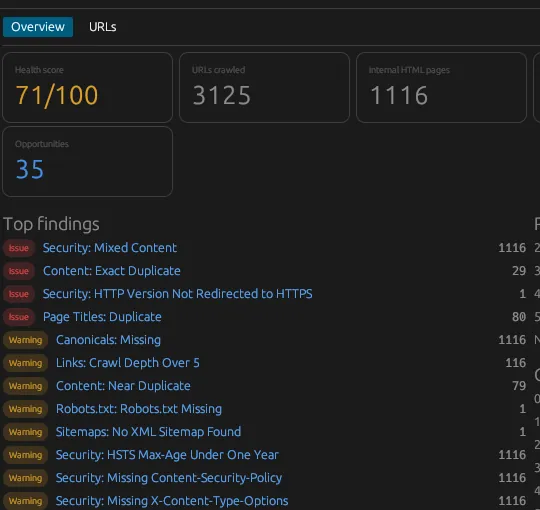 Overview URLs
Health score URLs crawled Internal HTML pages
71/100 3125 1116
Opportunities
35
Top findings
Issue Security: Mixed Content 1116
Issue Content: Exact Duplicate 29
Issue Security: HTTP Version Not Redirected to HTTPS 1
Issue Page Titles: Duplicate 80
Warning Canonicals: Missing 1116
Warning Links: Crawl Depth Over 5 116
Warning Content: Near Duplicate 79
Warning Robots.txt: Robots.txt Missing 1
Warning Sitemaps: No XML Sitemap Found 1
Warning Security: HSTS Max-Age Under One Year 1116
Warning Security: Missing Content-Security-Policy 1116
Warning Security: Missing X-Content-Type-Options 1116